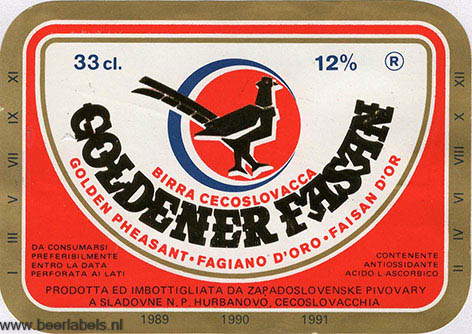 33 cl.
12%
®
BIRRA CECOSLOVACCA
GOLDENER FASAN
GOLDEN PHEASANT · FAGIANO D'ORO · FAISAN D'OR
DA CONSUMARSI
PREFERIBILMENTE
ENTRO LA DATA
PERFORATA AI LATI
CONTENENTE
ANTIOSSIDANTE
ACIDO L ASCORBICO
PRODOTTA ED IMBOTTIGLIATA DA ZAPADOSLOVENSKE PIVOVARY
A SLADOVNE N. P. HURBANOVO, CECOSLOVACCHIA
I III V VII IX XI
II IV VI VIII X XII
1989 1990 1991
www.beerlabels.nl